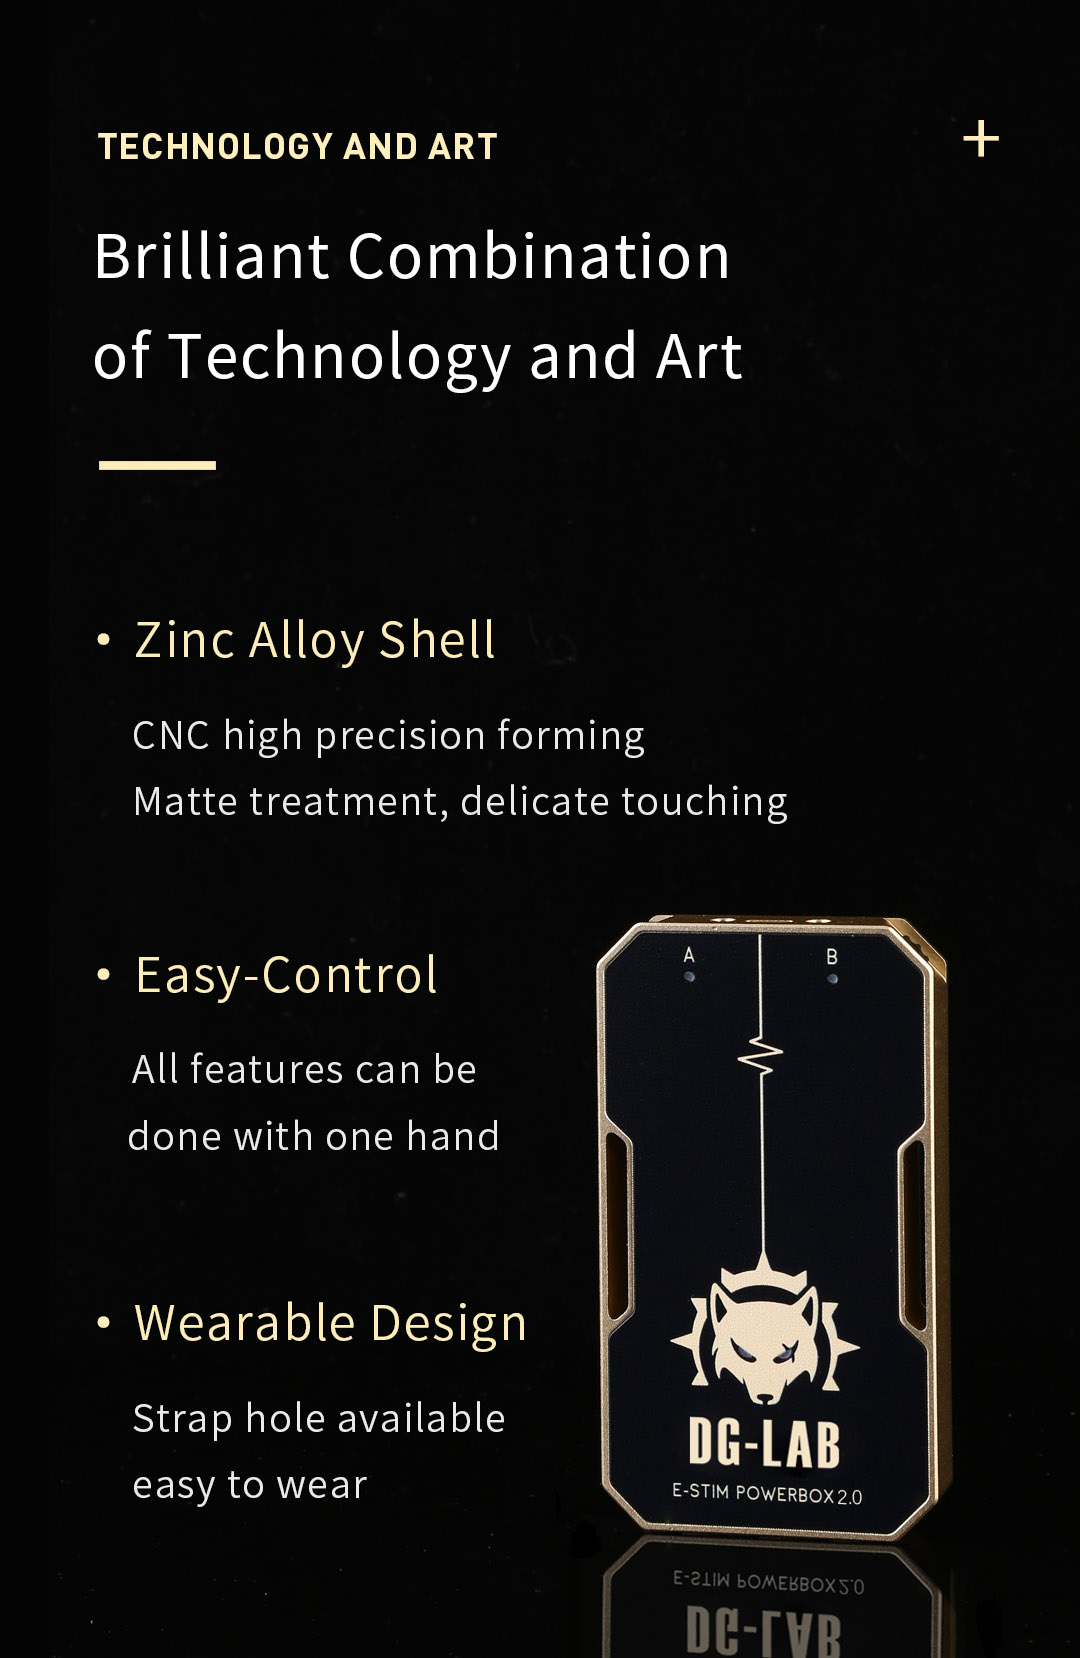 TECHNOLOGY AND ART
Brilliant Combination
of Technology and Art
• Zinc Alloy Shell
CNC high precision forming
Matte treatment, delicate touching
• Easy-Control
All features can be
done with one hand
• Wearable Design
Strap hole available
easy to wear
A B
DG-LAB
E-STIM POWERBOX 2.0